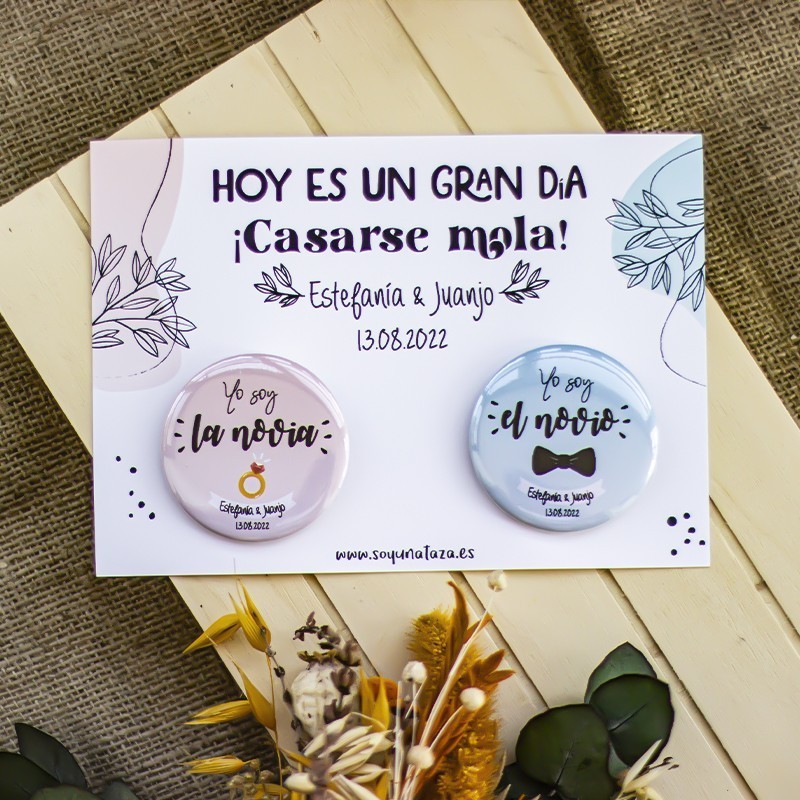 HOY ES UN GRAN DÍA
¡Casarse mola!
Estefanía & Juanjo
13.08.2022
Yo soy
la novia
Estefanía & Juanjo
13.08.2022
Yo soy
el novio
Estefanía & Juanjo
13.08.2022
www.soyunataza.es